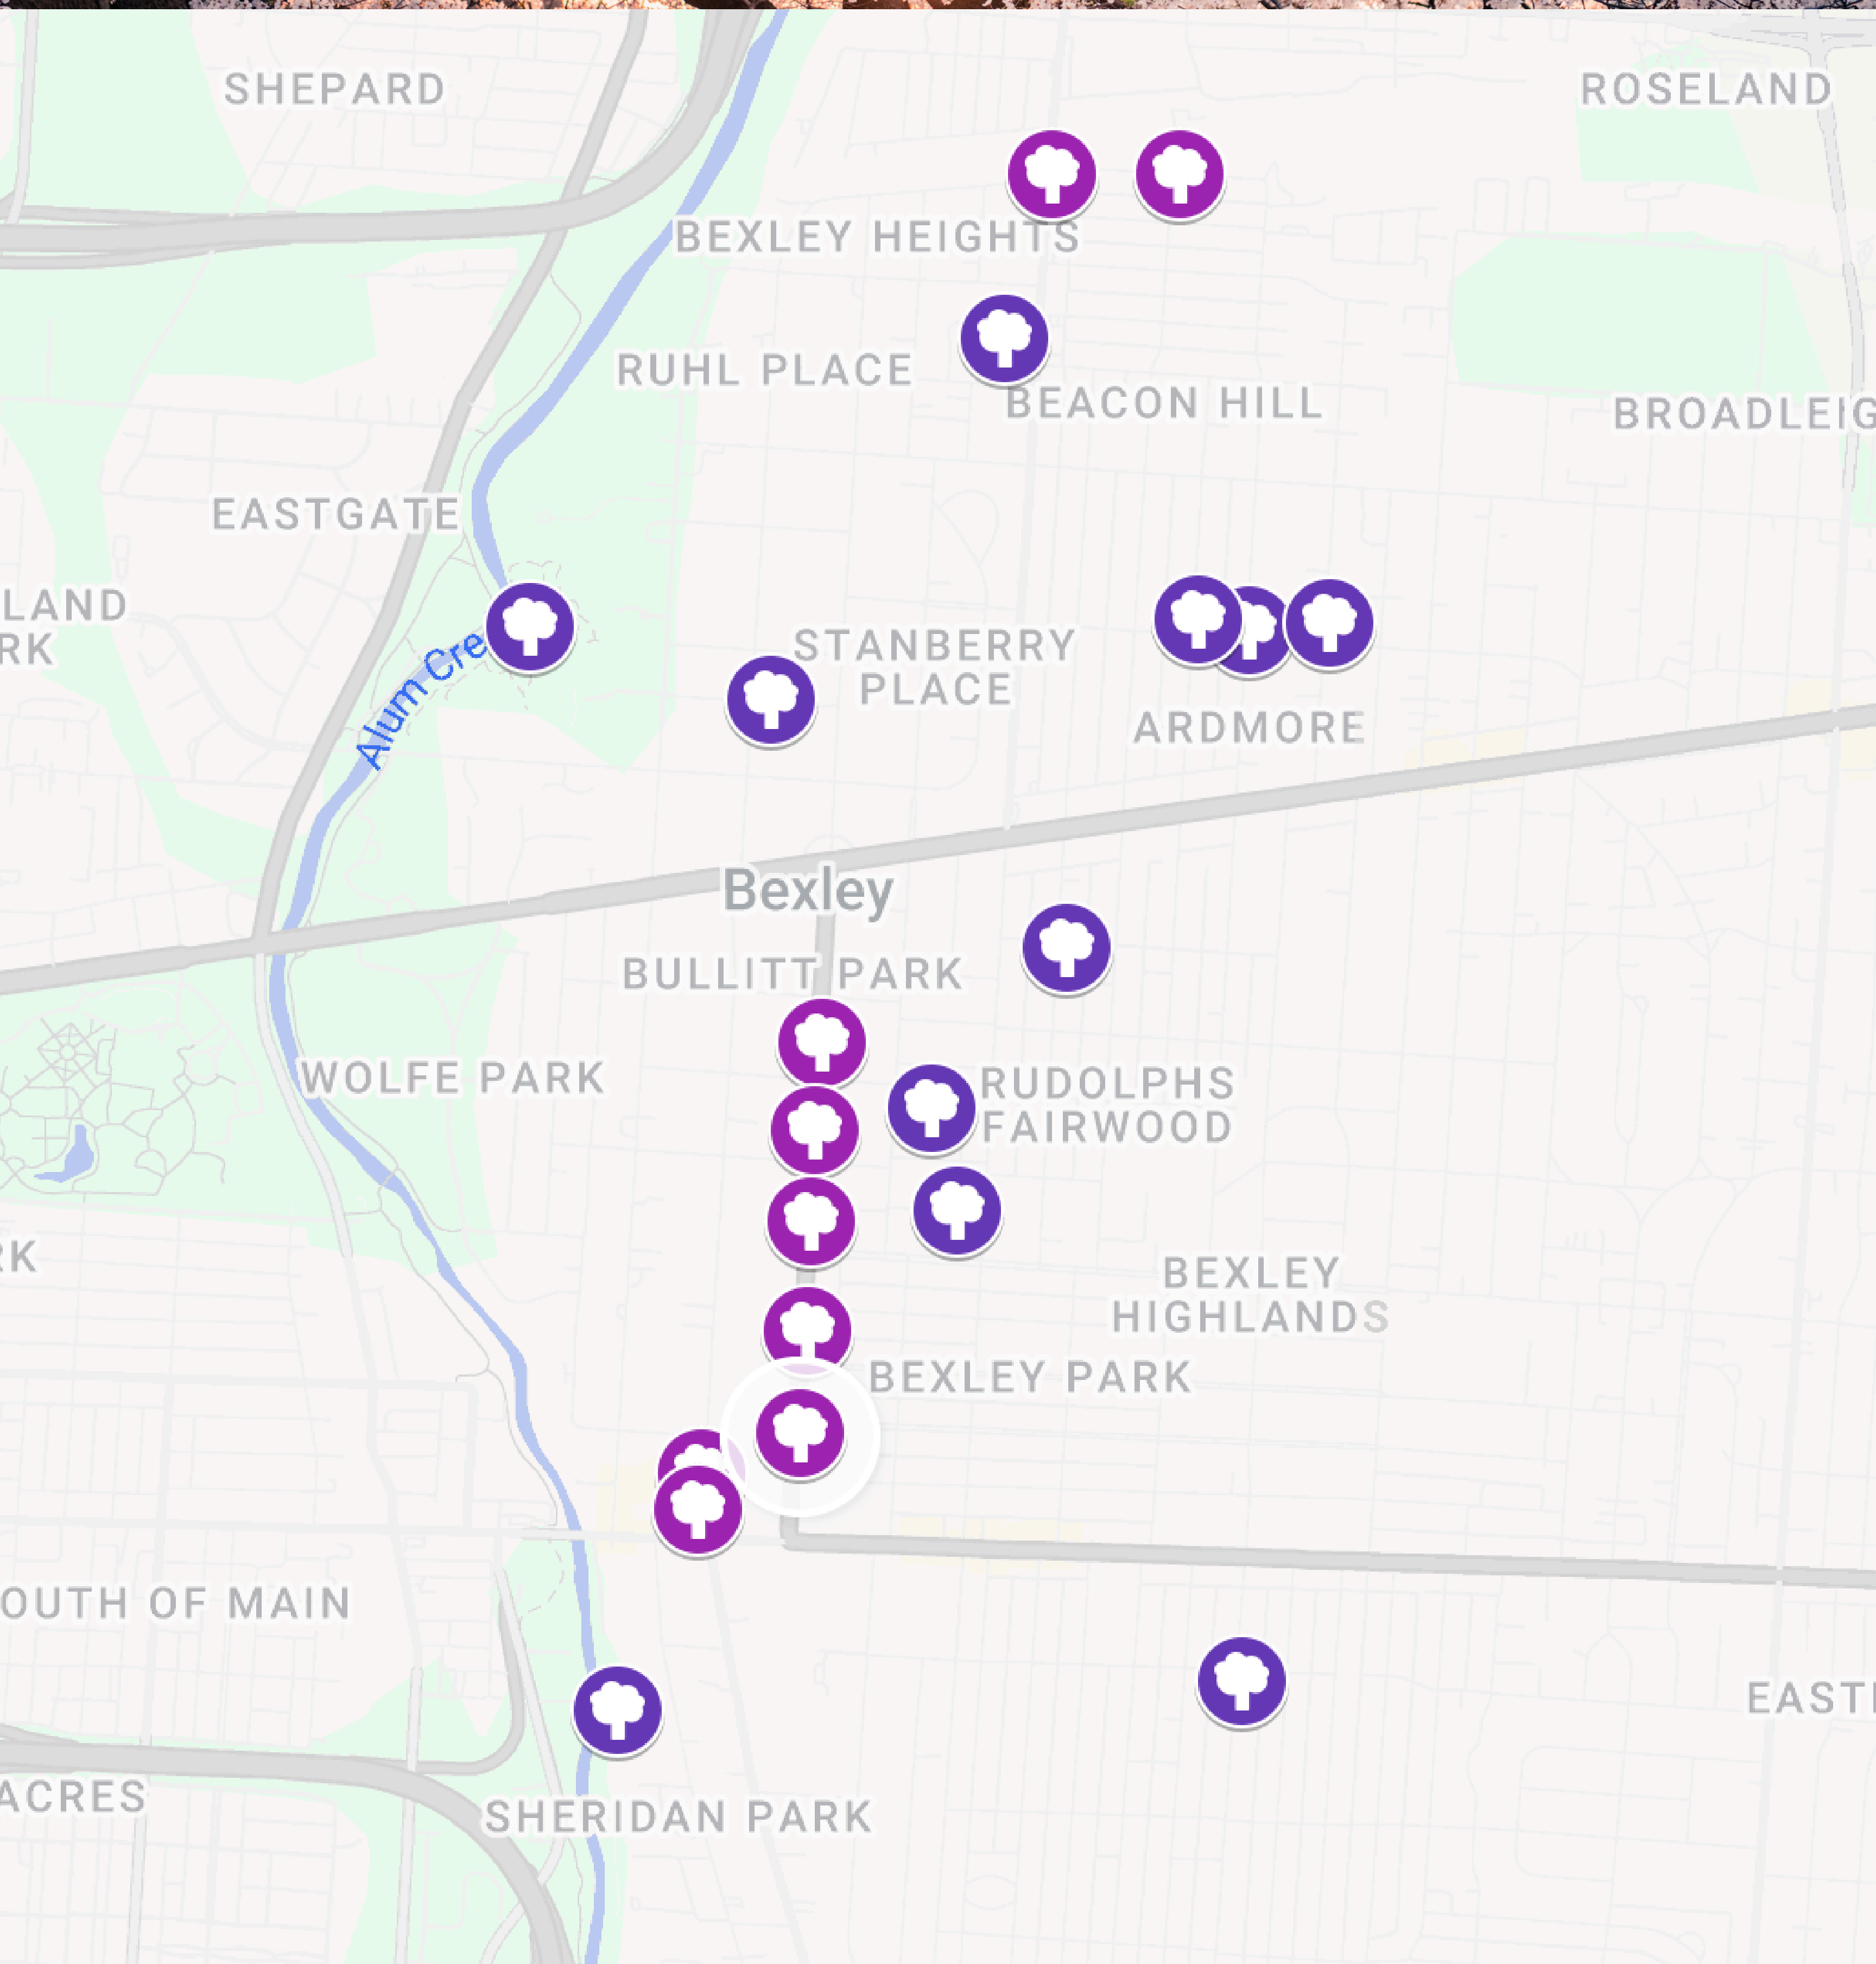 SHEPARD
ROSELAND
BEXLEY HEIGHTS
RUHL PLACE
BEACON HILL
BROADLEIG
EASTGATE
LAND
RK
Alum Cre
STANBERRY
PLACE
ARDMORE
Bexley
BULLITT PARK
WOLFE PARK
RUDOLPHS
FAIRWOOD
RK
BEXLEY
HIGHLANDS
BEXLEY PARK
OUTH OF MAIN
EAST
ACRES
SHERIDAN PARK